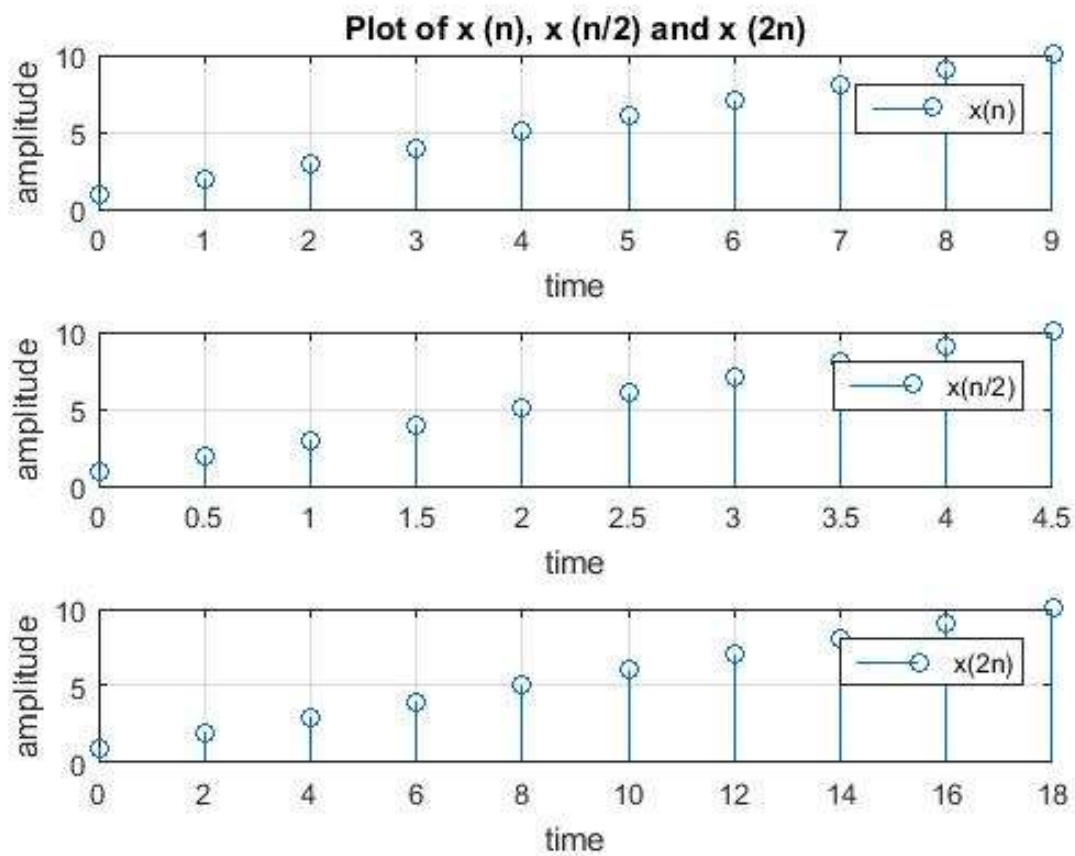 Plot of x (n), x (n/2) and x (2n)
10
5
0
amplitude
x(n)
0 1 2 3 4 5 6 7 8 9
time
10
5
0
amplitude
x(n/2)
0 0.5 1 1.5 2 2.5 3 3.5 4 4.5
time
10
5
0
amplitude
x(2n)
0 2 4 6 8 10 12 14 16 18
time